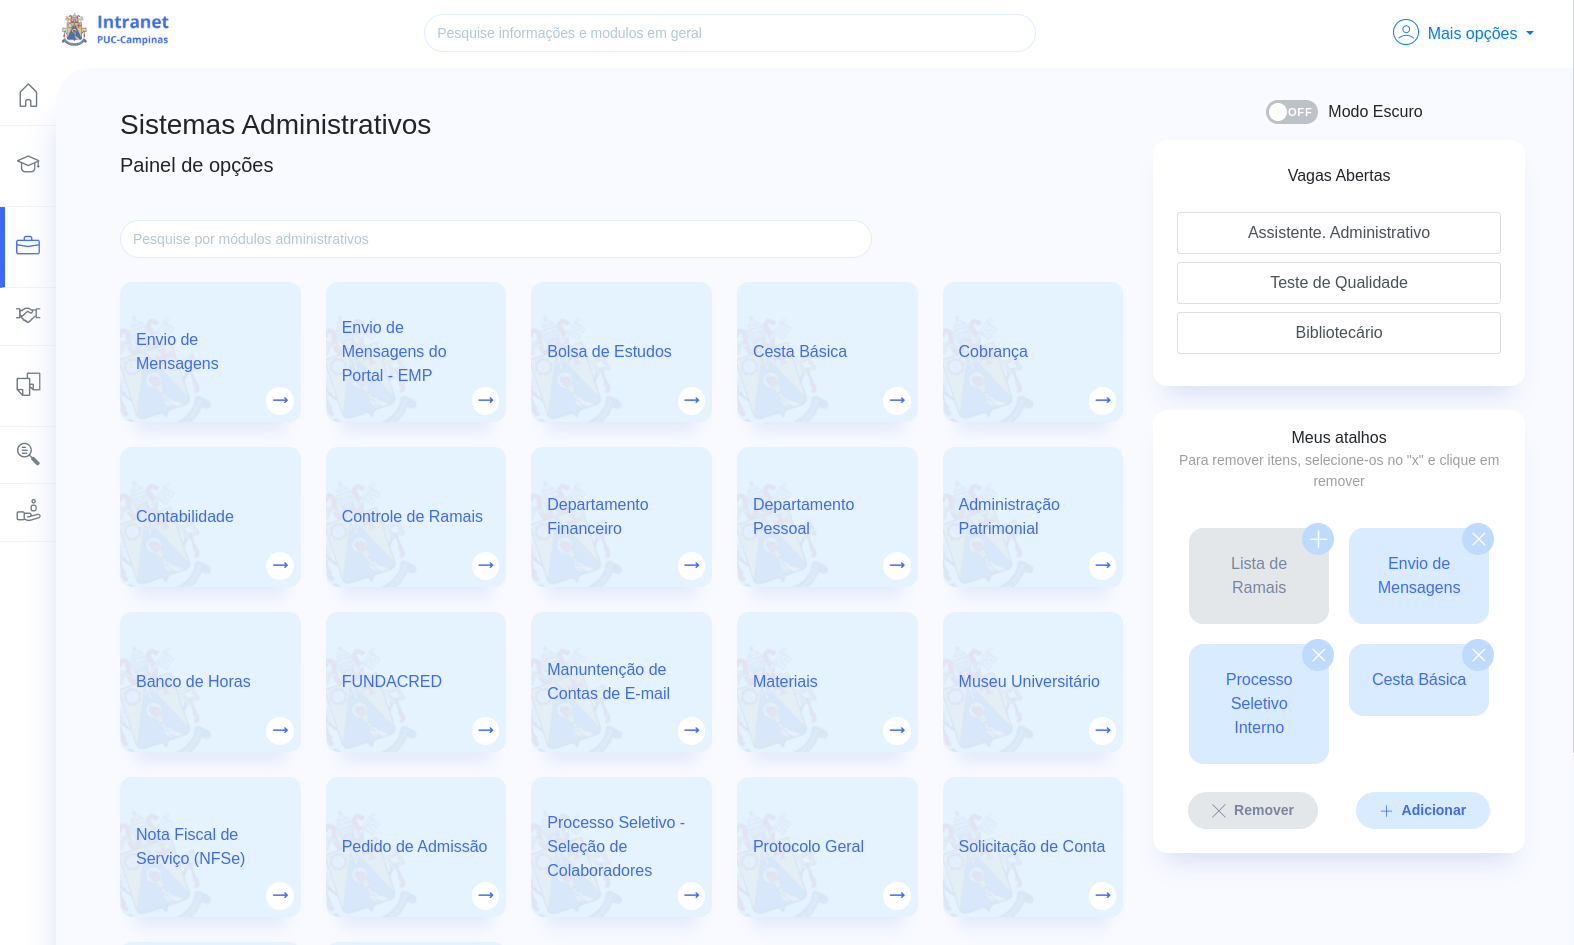 Intranet
PUC-Campinas
Pesquise informações e modulos em geral
Mais opções
Sistemas Administrativos
Painel de opções
Pesquise por módulos administrativos
Envio de
Mensagens
Envio de
Mensagens do
Portal - EMP
Bolsa de Estudos
Cesta Básica
Cobrança
Contabilidade
Controle de Ramais
Departamento
Financeiro
Departamento
Pessoal
Administração
Patrimonial
Banco de Horas
FUNDACRED
Manuntenção de
Contas de E-mail
Materiais
Museu Universitário
Nota Fiscal de
Serviço (NFSe)
Pedido de Admissão
Processo Seletivo -
Seleção de
Colaboradores
Protocolo Geral
Solicitação de Conta
OFF
Modo Escuro
Vagas Abertas
Assistente. Administrativo
Teste de Qualidade
Bibliotecário
Meus atalhos
Para remover itens, selecione-os no "x" e clique em
remover
Lista de
Ramais
Envio de
Mensagens
Processo
Seletivo
Interno
Cesta Básica
Remover
Adicionar